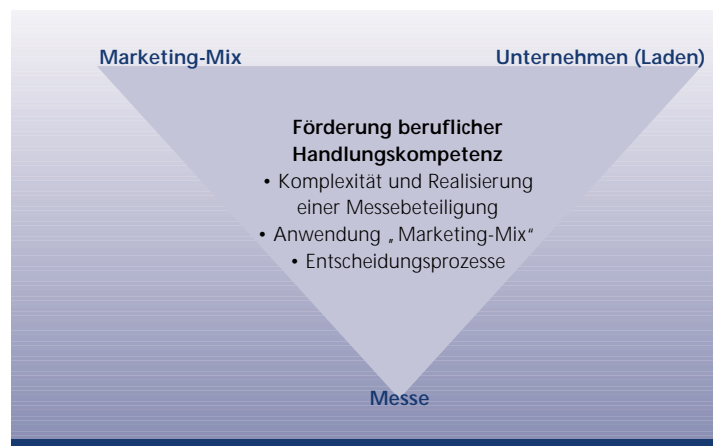 Marketing-Mix
Unternehmen (Laden)
Förderung beruflicher
Handlungskompetenz
• Komplexität und Realisierung
einer Messebeteiligung
• Anwendung „Marketing-Mix“
• Entscheidungsprozesse
Messe